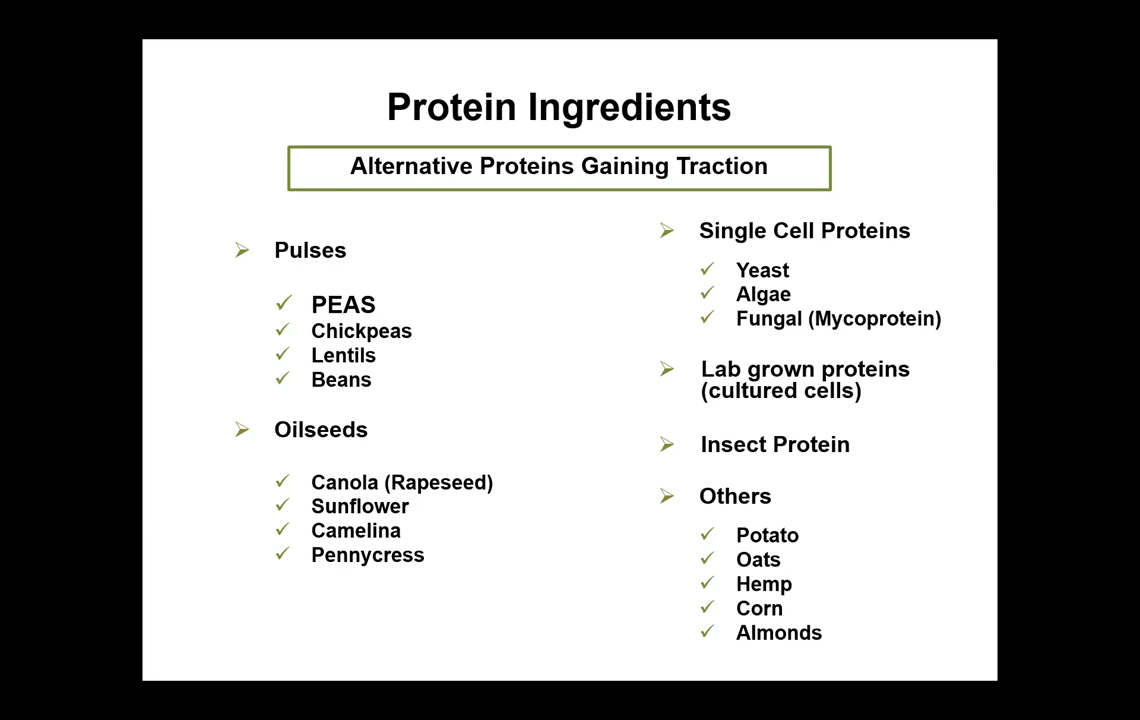 Protein Ingredients
Alternative Proteins Gaining Traction
Pulses
PEAS
Chickpeas
Lentils
Beans
Oilseeds
Canola (Rapeseed)
Sunflower
Camelina
Pennycress
Single Cell Proteins
Yeast
Algae
Fungal (Mycoprotein)
Lab grown proteins
(cultured cells)
Insect Protein
Others
Potato
Oats
Hemp
Corn
Almonds